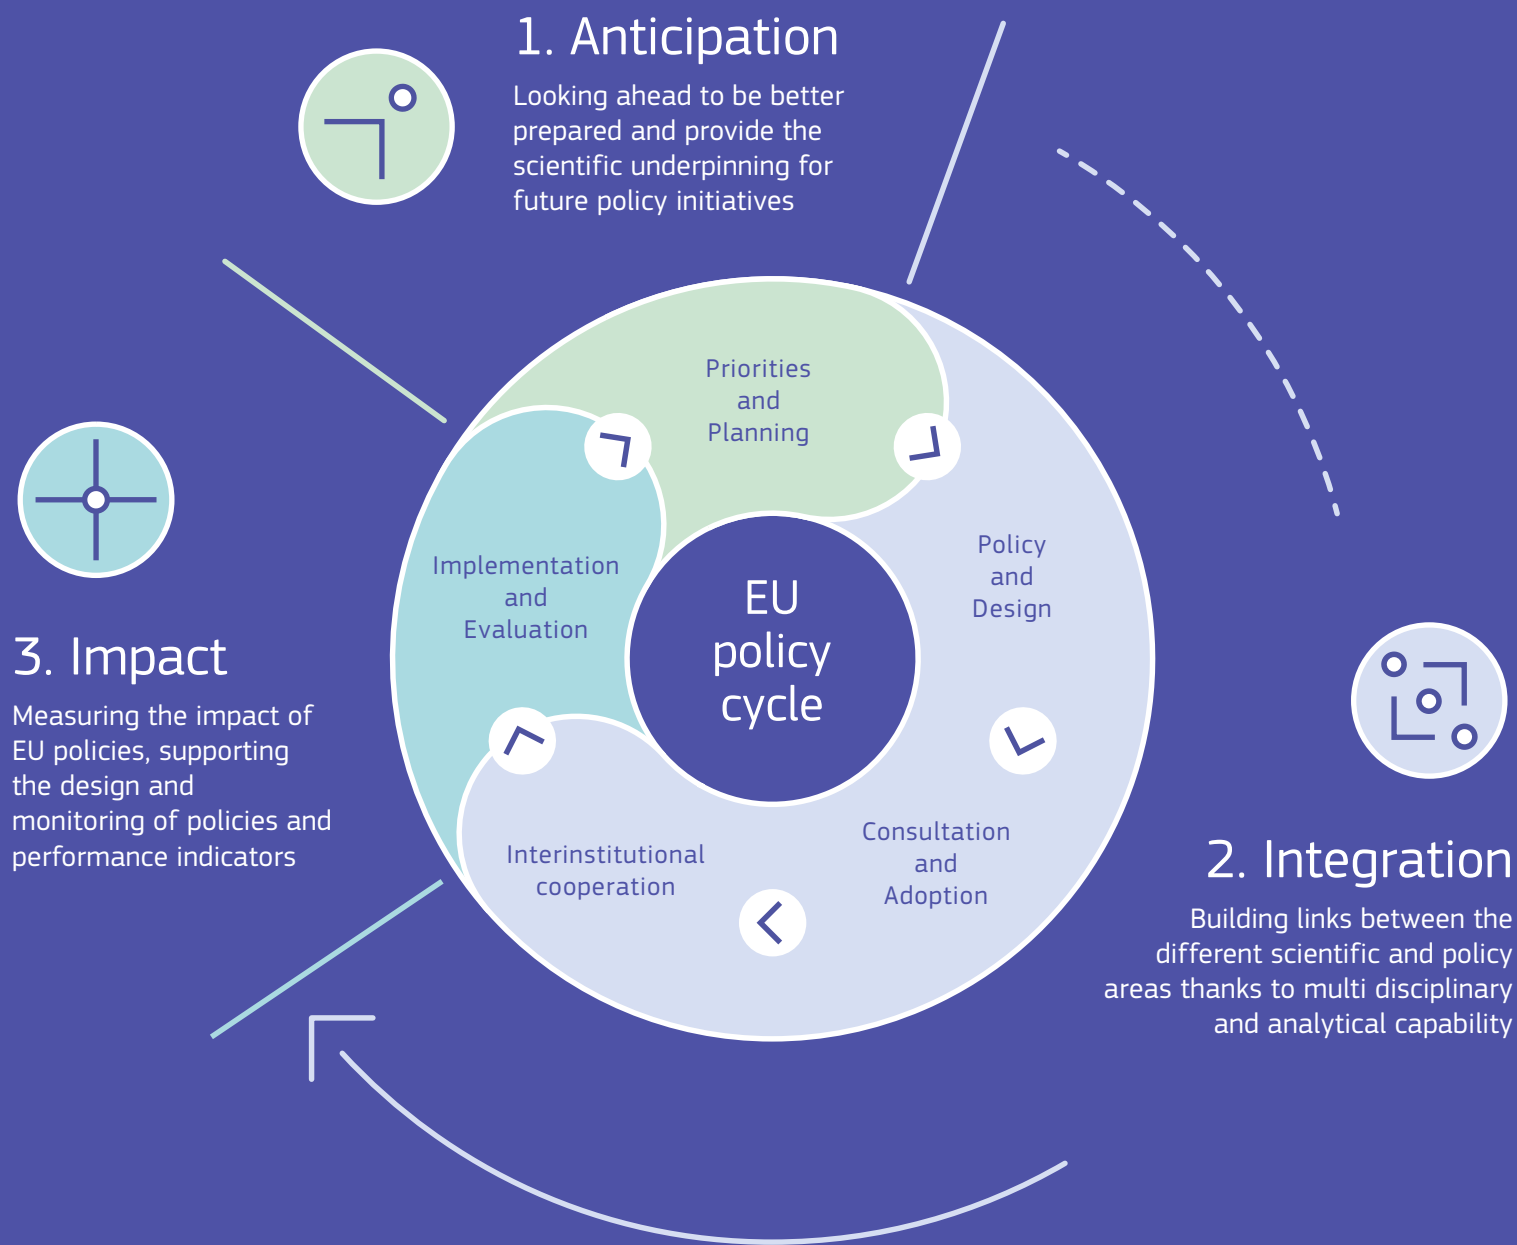 1. Anticipation
Looking ahead to be better
prepared and provide the
scientific underpinning for
future policy initiatives
Priorities
and
Planning
Policy
and
Design
Implementation
and
Evaluation
EU
policy
cycle
3. Impact
Measuring the impact of
EU policies, supporting
the design and
monitoring of policies and
performance indicators
Consultation
and
Adoption
Interinstitutional
cooperation
2. Integration
Building links between the
different scientific and policy
areas thanks to multi disciplinary
and analytical capability